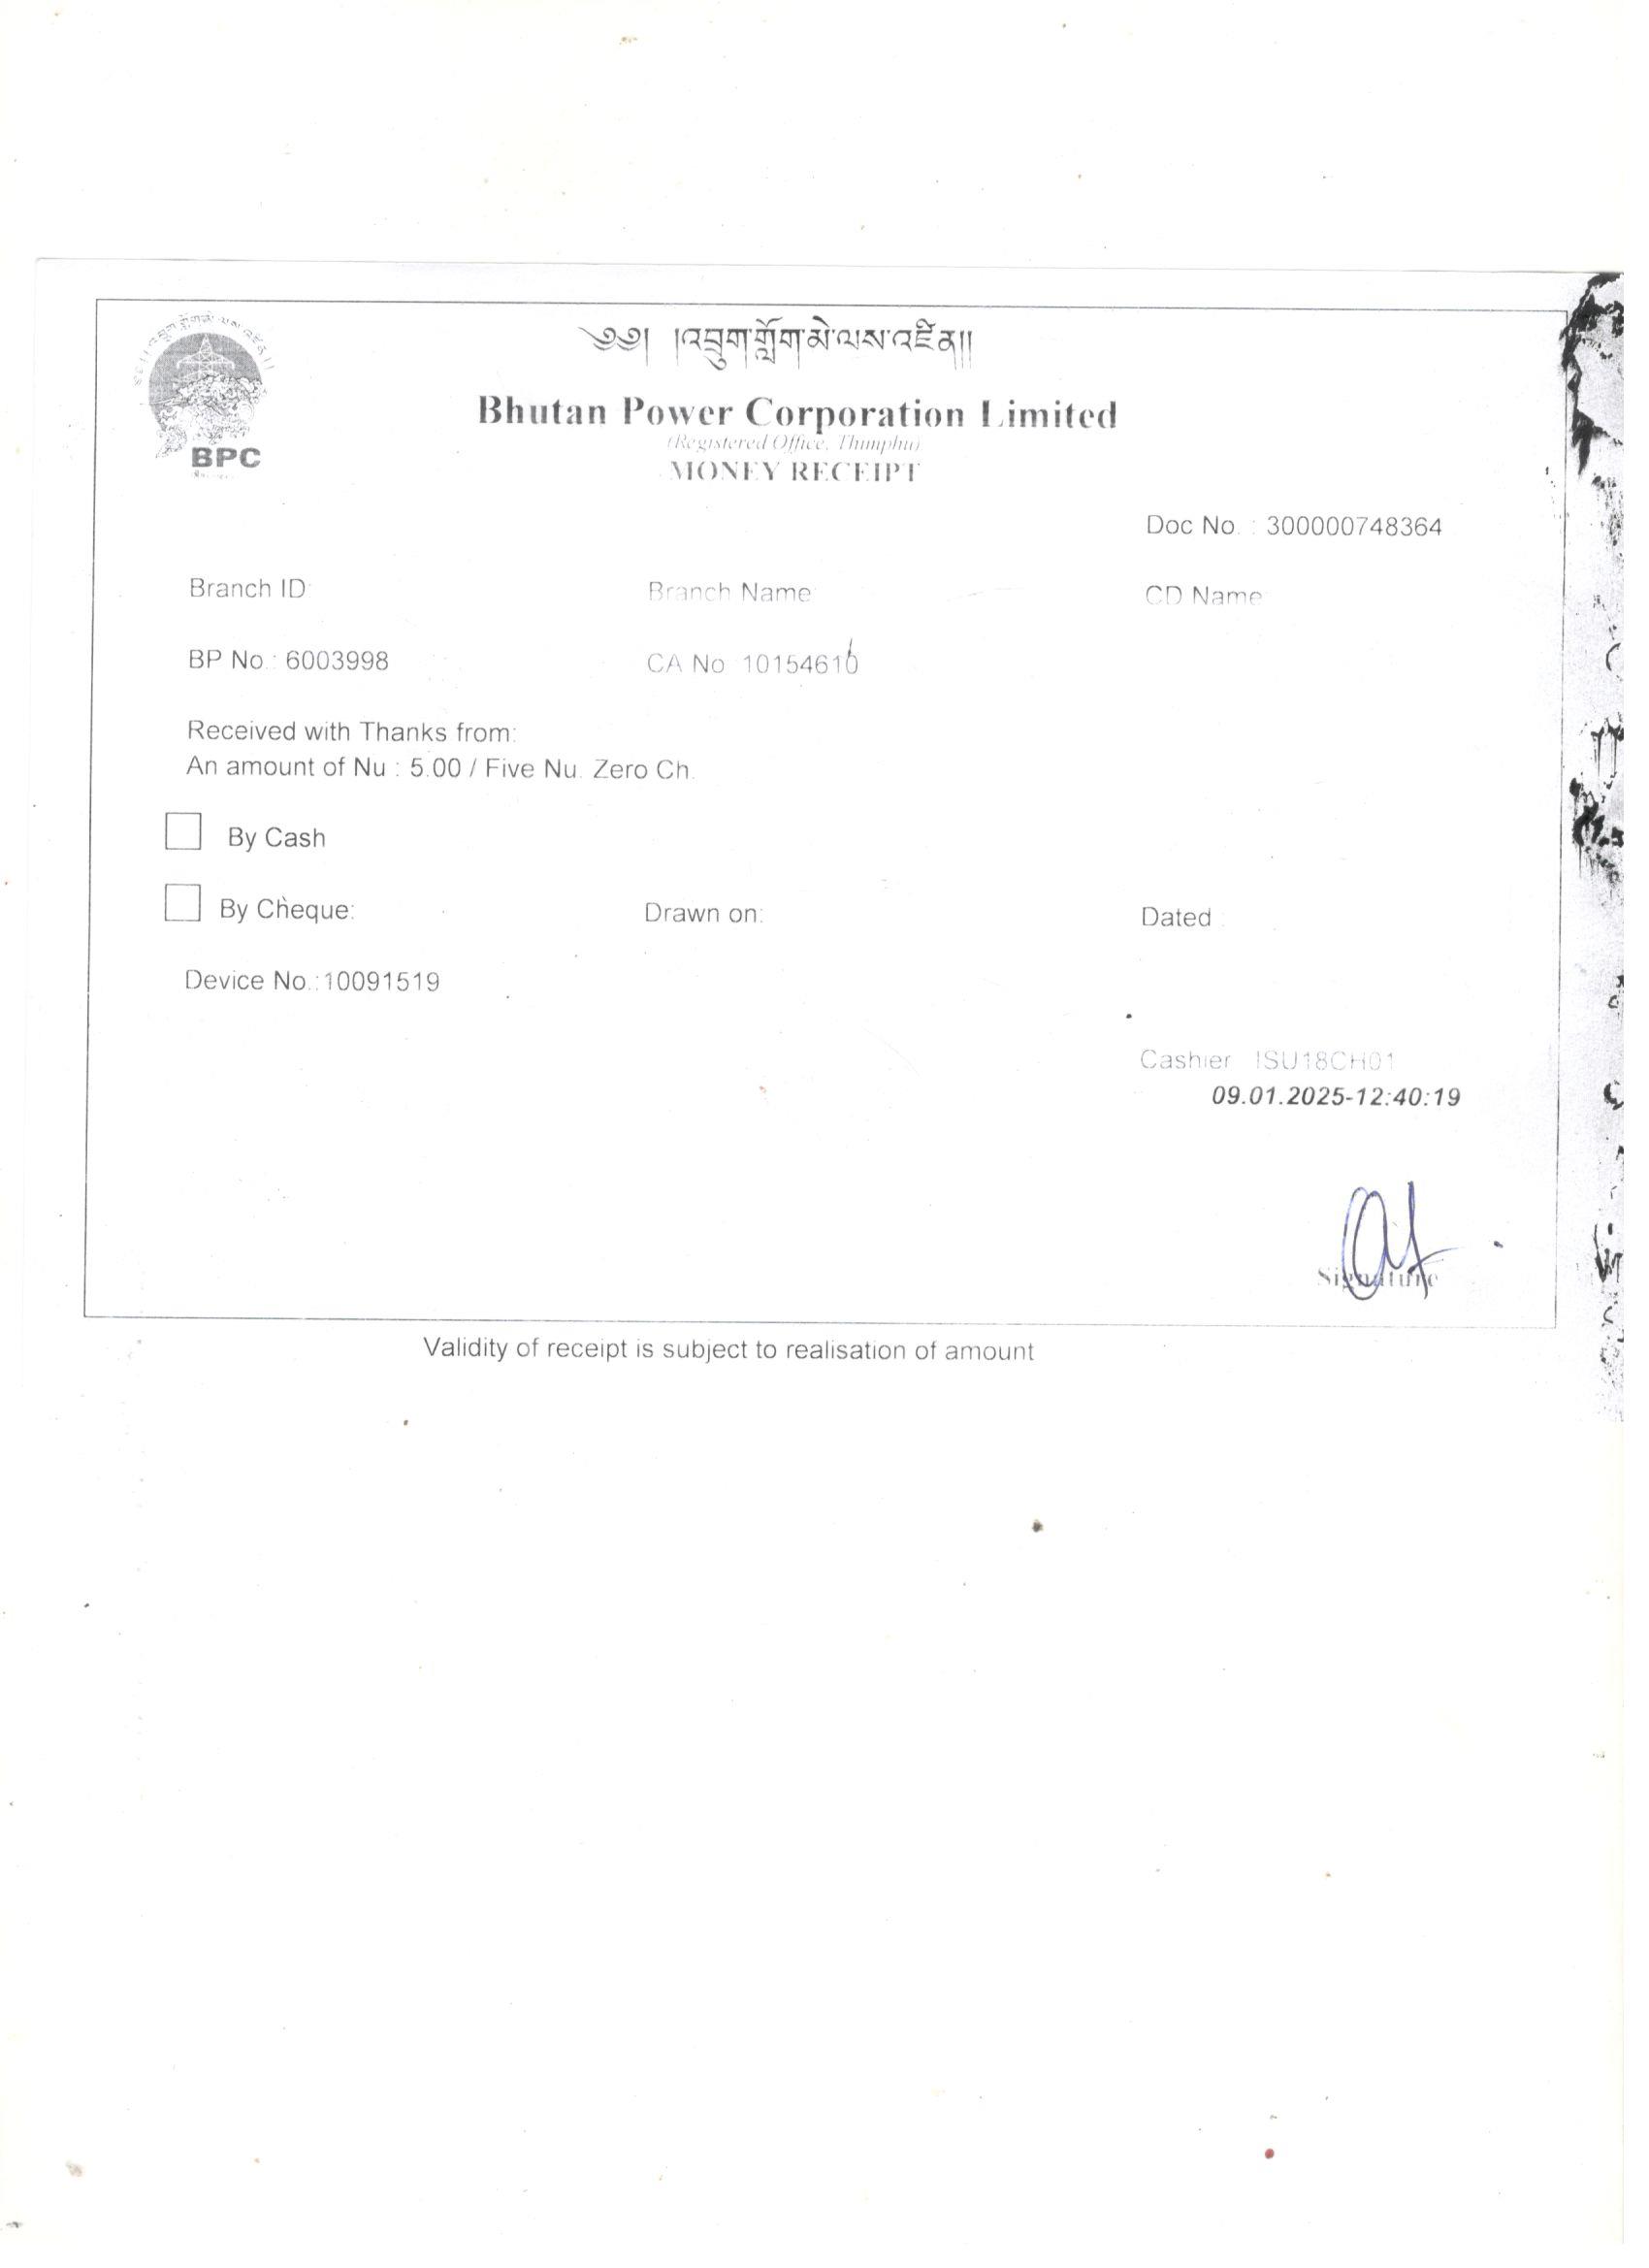 ༄༅། །འབྲུག་གློག་མེ་ལས་འཛིན།།
BPC
Bhutan Power Corporation Limited
(Registered Office, Thimphu)
MONEY RECEIPT
Doc No. : 300000748364
Branch ID: Branch Name CD Name
BP No.: 6003998 CA No 10154616
Received with Thanks from:
An amount of Nu : 5.00 / Five Nu. Zero Ch.
By Cash
By Cheque: Drawn on: Dated :
Device No.:10091519
Cashier ISU18CH01
09.01.2025-12:40:19
Signature
Validity of receipt is subject to realisation of amount